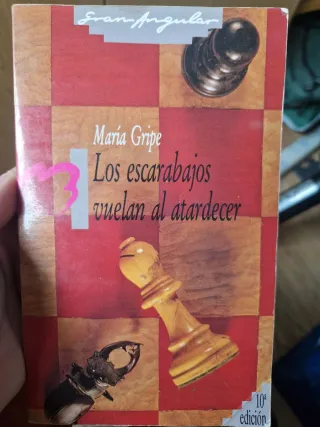 Gran Angular
María Gripe
Los escarabajos
vuelan al atardecer
10ª
edición